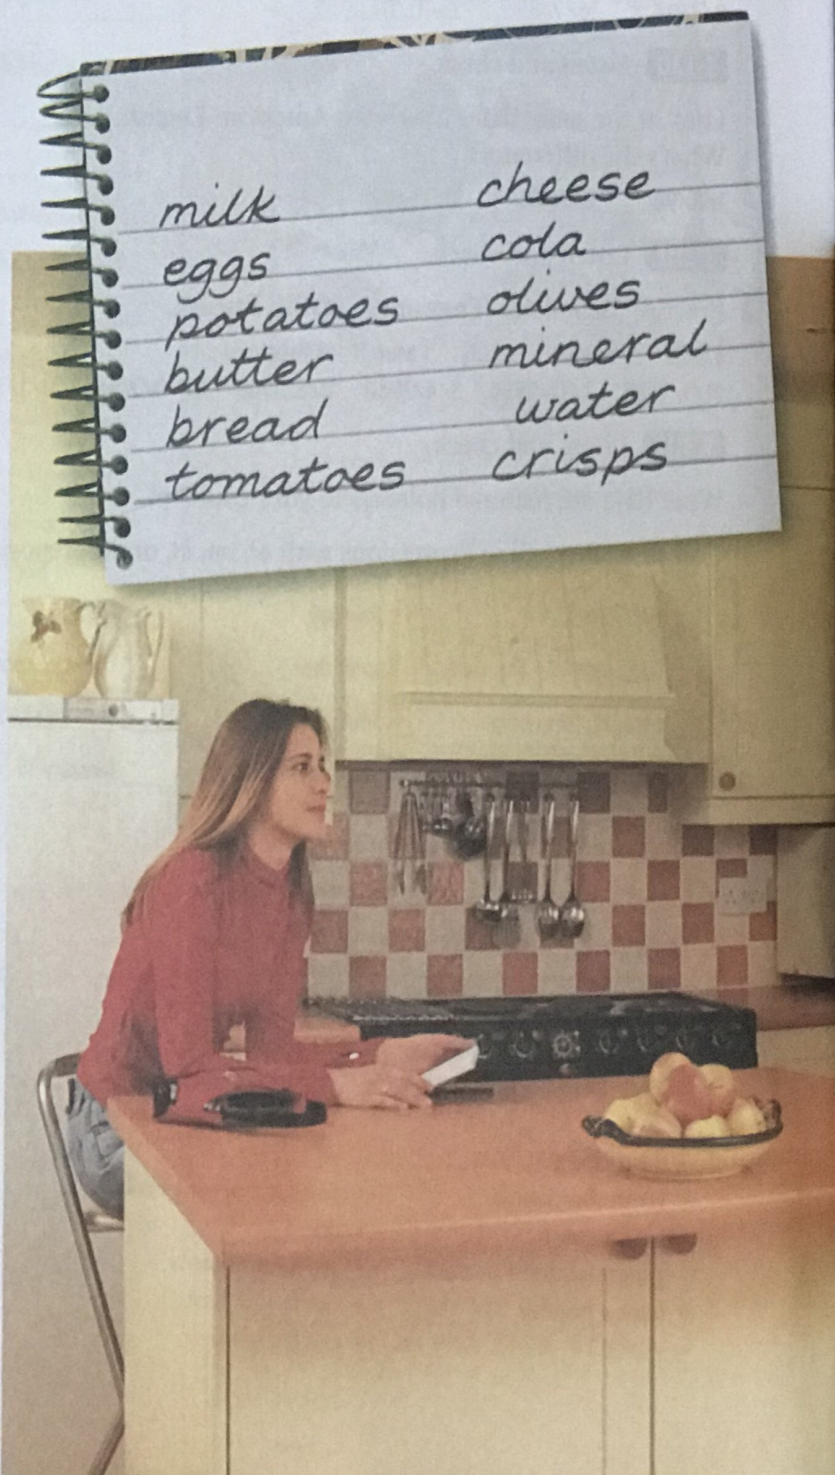 milk
eggs
potatoes
butter
bread
tomatoes
cheese
cola
olives
mineral
water
crisps